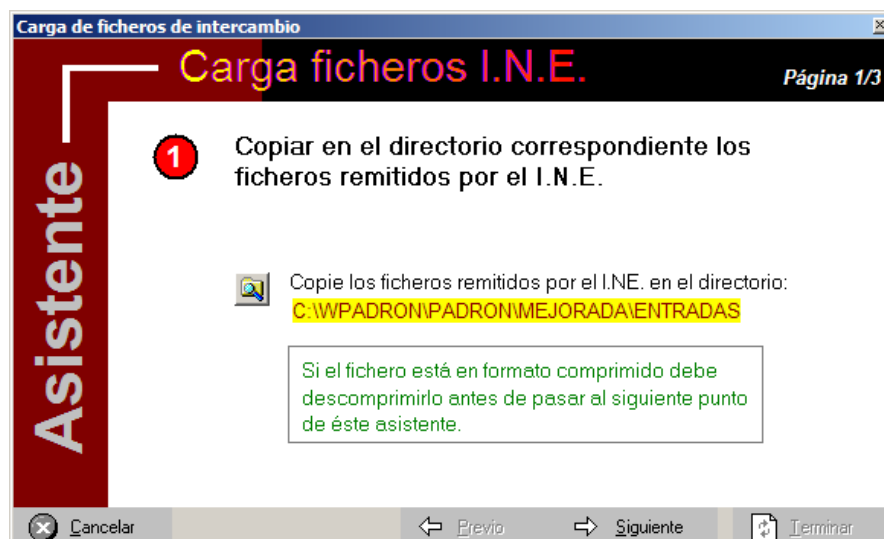 Carga de ficheros de intercambio
Carga ficheros I.N.E.
Página 1/3
Asistente
1
Copiar en el directorio correspondiente los
ficheros remitidos por el I.N.E.
Copie los ficheros remitidos por el I.NE. en el directorio:
C:\WPADRON\PADRON\MEJORADA\ENTRADAS
Si el fichero está en formato comprimido debe
descomprimirlo antes de pasar al siguiente punto
de éste asistente.
Cancelar
Previo
Siguiente
Terminar